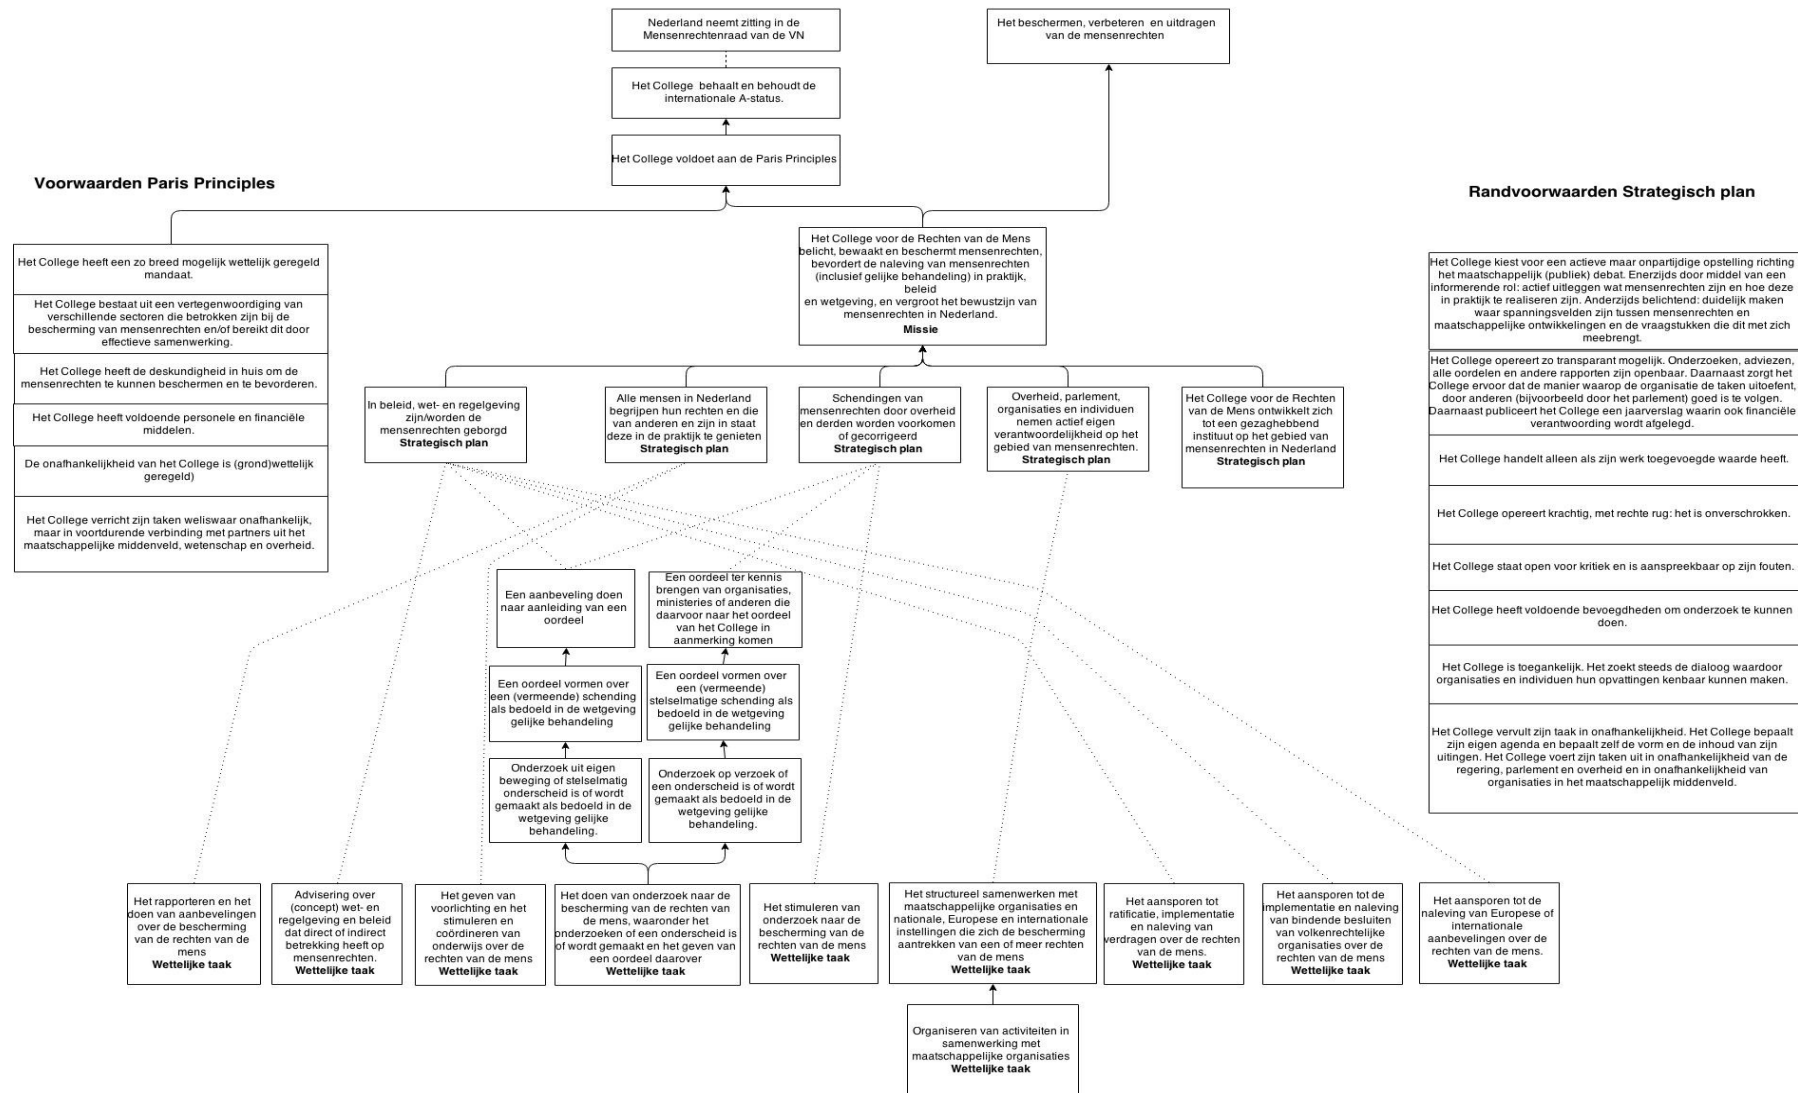 Nederland neemt zitting in de
Mensenrechtenraad van de VN
Het beschermen, verbeteren en uitdragen
van de mensenrechten
Het College behaalt en behoudt de
internationale A-status.
Het College voldoet aan de Paris Principles
Voorwaarden Paris Principles
Randvoorwaarden Strategisch plan
Het College heeft een zo breed mogelijk wettelijk geregeld
mandaat.
Het College bestaat uit een vertegenwoordiging van
verschillende sectoren die betrokken zijn bij de
bescherming van mensenrechten en/of bereikt dit door
effectieve samenwerking.
Het College heeft de deskundigheid in huis om de
mensenrechten te kunnen beschermen en te bevorderen.
Het College heeft voldoende personele en financiële
middelen.
De onafhankelijkheid van het College is (grond)wettelijk
geregeld)
Het College verricht zijn taken weliswaar onafhankelijk,
maar in voortdurende verbinding met partners uit het
maatschappelijke middenveld, wetenschap en overheid.
Het College voor de Rechten van de Mens
belicht, bewaakt en beschermt mensenrechten,
bevordert de naleving van mensenrechten
(inclusief gelijke behandeling) in praktijk,
beleid
en wetgeving, en vergroot het bewustzijn van
mensenrechten in Nederland.
Missie
Het College kiest voor een actieve maar onpartijdige opstelling richting
het maatschappelijk (publiek) debat. Enerzijds door middel van een
informerende rol: actief uitleggen wat mensenrechten zijn en hoe deze
in praktijk te realiseren zijn. Anderzijds belichtend: duidelijk maken
waar spanningsvelden zijn tussen mensenrechten en
maatschappelijke ontwikkelingen en de vraagstukken die dit met zich
meebrengt.
Het College opereert zo transparant mogelijk. Onderzoeken, adviezen,
alle oordelen en andere rapporten zijn openbaar. Daarnaast zorgt het
College ervoor dat de manier waarop de organisatie de taken uitoefent,
door anderen (bijvoorbeeld door het parlement) goed is te volgen.
Daarnaast publiceert het College een jaarverslag waarin ook financiële
verantwoording wordt afgelegd.
Het College handelt alleen als zijn werk toegevoegde waarde heeft.
Het College opereert krachtig, met rechte rug: het is onverschrokken.
Het College staat open voor kritiek en is aanspreekbaar op zijn fouten.
Het College heeft voldoende bevoegdheden om onderzoek te kunnen
doen.
Het College is toegankelijk. Het zoekt steeds de dialoog waardoor
organisaties en individuen hun opvattingen kenbaar kunnen maken.
Het College vervult zijn taak in onafhankelijkheid. Het College bepaalt
zijn eigen agenda en bepaalt zelf de vorm en de inhoud van zijn
uitingen. Het College voert zijn taken uit in onafhankelijkheid van de
regering, parlement en overheid en in onafhankelijkheid van
organisaties in het maatschappelijk middenveld.
In beleid, wet- en regelgeving
zijn/worden de
mensenrechten geborgd
Strategisch plan
Alle mensen in Nederland
begrijpen hun rechten en die
van anderen en zijn in staat
deze in de praktijk te genieten
Strategisch plan
Schendingen van
mensenrechten door overheid
en derden worden voorkomen
of gecorrigeerd
Strategisch plan
Overheid, parlement,
organisaties en individuen
nemen actief eigen
verantwoordelijkheid op het
gebied van mensenrechten.
Strategisch plan
Het College voor de Rechten
van de Mens ontwikkelt zich
tot een gezaghebbend
instituut op het gebied van
mensenrechten in Nederland
Strategisch plan
Een aanbeveling doen
naar aanleiding van een
oordeel
Een oordeel ter kennis
brengen van organisaties,
ministeries of anderen die
daarvoor naar het oordeel
van het College in
aanmerking komen
Een oordeel vormen over
een (vermeende) schending
als bedoeld in de wetgeving
gelijke behandeling
Een oordeel vormen over
een (vermeende)
stelselmatige schending als
bedoeld in de wetgeving
gelijke behandeling
Onderzoek uit eigen
beweging of stelselmatig
onderscheid is of wordt
gemaakt als bedoeld in de
wetgeving gelijke
behandeling.
Onderzoek op verzoek of
een onderscheid is of wordt
gemaakt als bedoeld in de
wetgeving gelijke
behandeling.
Het rapporteren en het
doen van aanbevelingen
over de bescherming
van de rechten van de
mens
Wettelijke taak
Advisering over
(concept) wet- en
regelgeving en beleid
dat direct of indirect
betrekking heeft op
mensenrechten.
Wettelijke taak
Het geven van
voorlichting en het
stimuleren en
coördineren van
onderwijs over de
rechten van de mens
Wettelijke taak
Het doen van onderzoek naar de
bescherming van de rechten van
de mens, waaronder het
onderzoeken of een onderscheid is
of wordt gemaakt en het geven van
een oordeel daarover
Wettelijke taak
Het stimuleren van
onderzoek naar de
bescherming van de
rechten van de mens
Wettelijke taak
Het structureel samenwerken met
maatschappelijke organisaties en
nationale, Europese en internationale
instellingen die zich de bescherming
aantrekken van een of meer rechten
van de mens
Wettelijke taak
Het aansporen tot
ratificatie, implementatie
en naleving van
verdragen over de rechten
van de mens.
Wettelijke taak
Het aansporen tot de
implementatie en naleving
van bindende besluiten
van volkenrechtelijke
organisaties over de
rechten van de mens
Wettelijke taak
Het aansporen tot de
naleving van Europese of
internationale
aanbevelingen over de
rechten van de mens.
Wettelijke taak
Organiseren van activiteiten in
samenwerking met
maatschappelijke organisaties
Wettelijke taak